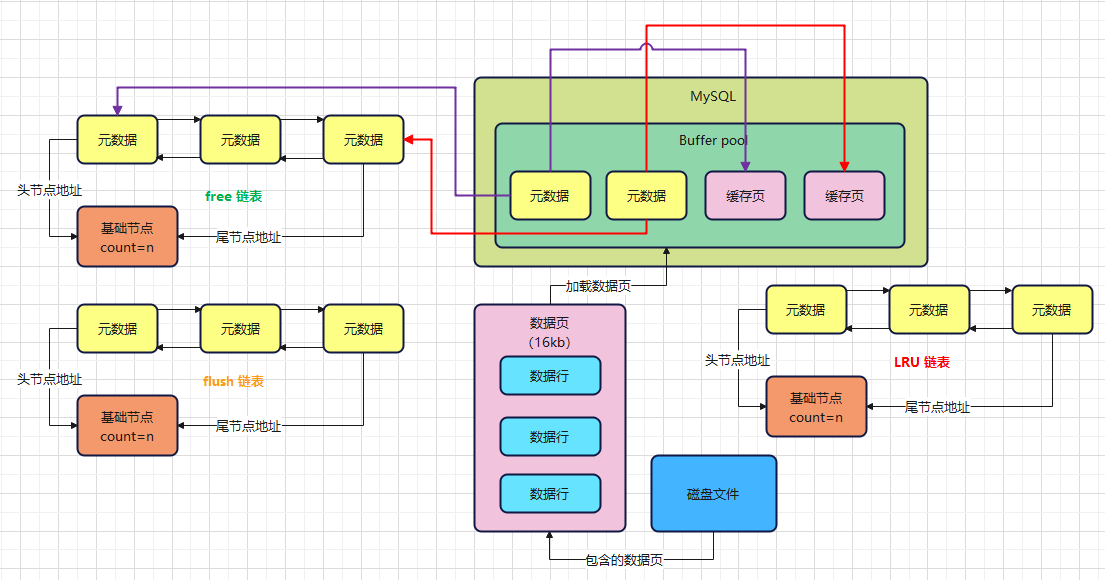 MySQL
Buffer pool
元数据
元数据
缓存页
缓存页
元数据
元数据
元数据
头节点地址
free 链表
基础节点
count=n
尾节点地址
加载数据页
元数据
元数据
元数据
头节点地址
flush 链表
基础节点
count=n
尾节点地址
数据页
（16kb）
数据行
数据行
数据行
元数据
元数据
元数据
头节点地址
LRU 链表
基础节点
count=n
尾节点地址
磁盘文件
包含的数据页